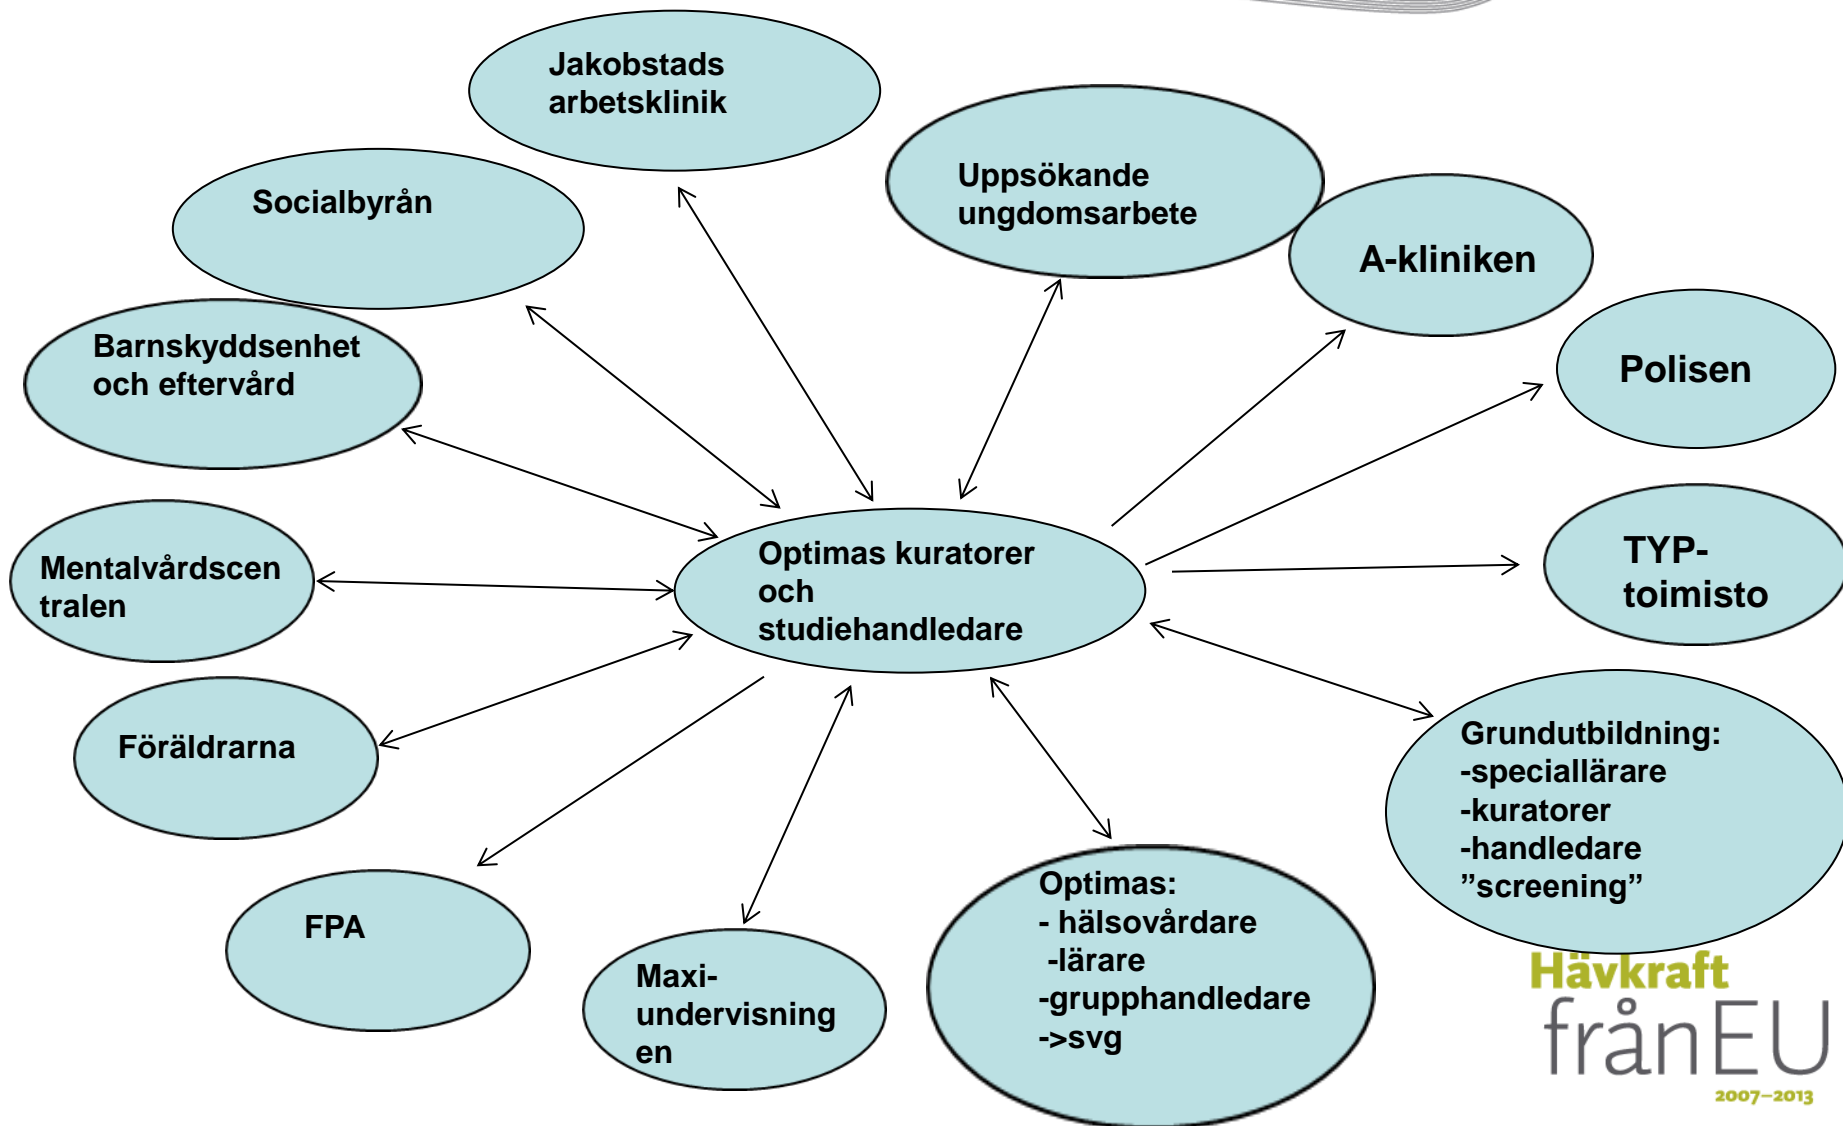 Jakobstads
arbetsklinik
Uppsökande
ungdomsarbete
Socialbyrån
A-kliniken
Barnskyddsenhet
och eftervård
Polisen
Mentalvårdscen
tralen
Optimas kuratorer
och
studiehandledare
TYP-
toimisto
Föräldrarna
Grundutbildning:
-speciallärare
-kuratorer
-handledare
”screening”
FPA
Maxi-
undervisning
en
Optimas:
- hälsovårdare
-lärare
-grupphandledare
->svg
Hävkraft
frånEU
2007–2013